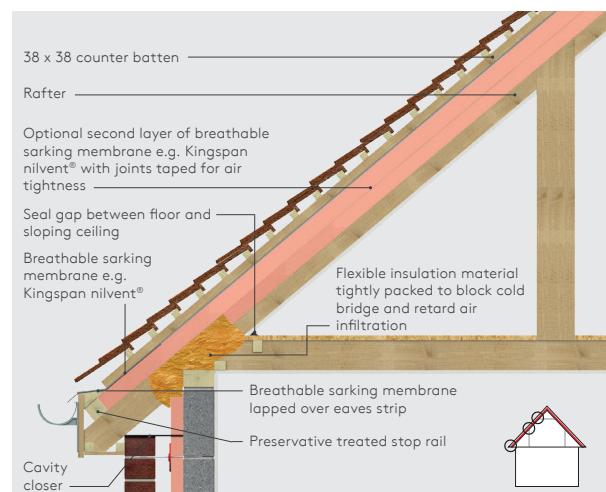 38 x 38 counter batten
Rafter
Optional second layer of breathable
sarking membrane e.g. Kingspan
nilvent® with joints taped for air
tightness
Seal gap between floor and
sloping ceiling
Breathable sarking
membrane e.g.
Kingspan nilvent®
Flexible insulation material
tightly packed to block cold
bridge and retard air
infiltration
Breathable sarking membrane
lapped over eaves strip
Preservative treated stop rail
Cavity
closer